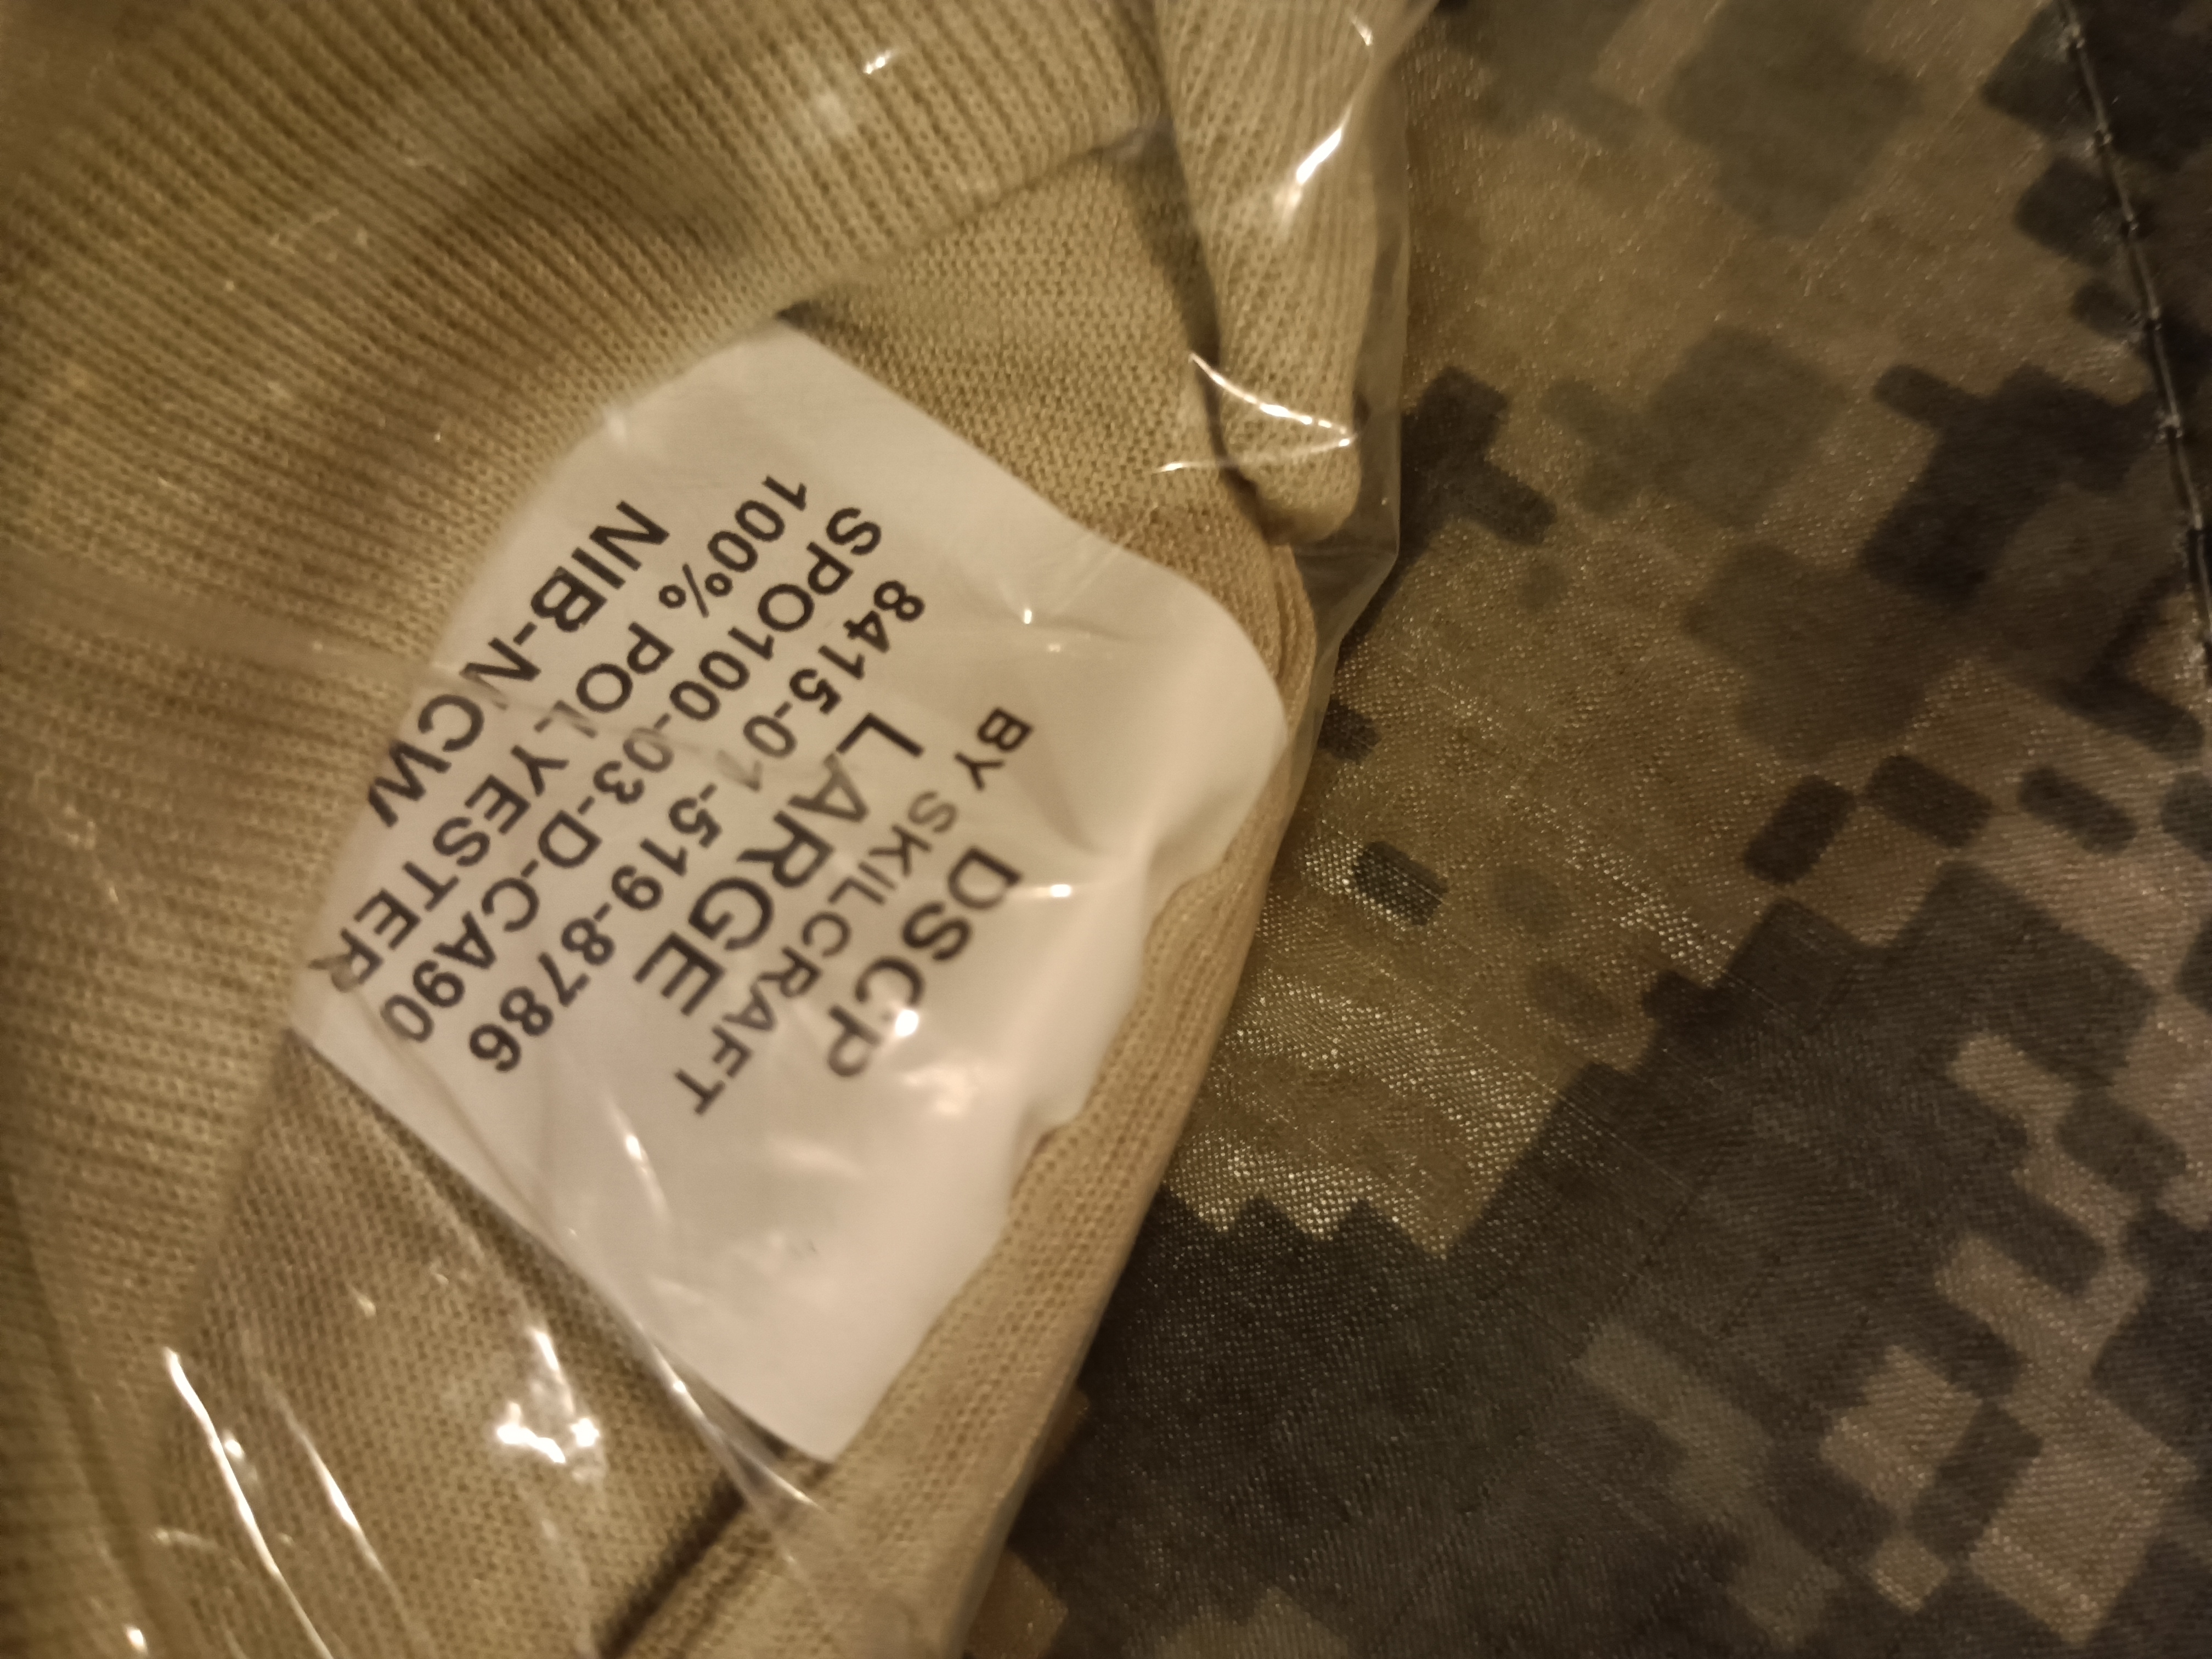 DSCP
BY SKILCRAFT
LARGE
8415-01-519-8786
SPO100-03-D-CA90
100% POLYESTER
NIB-NCW